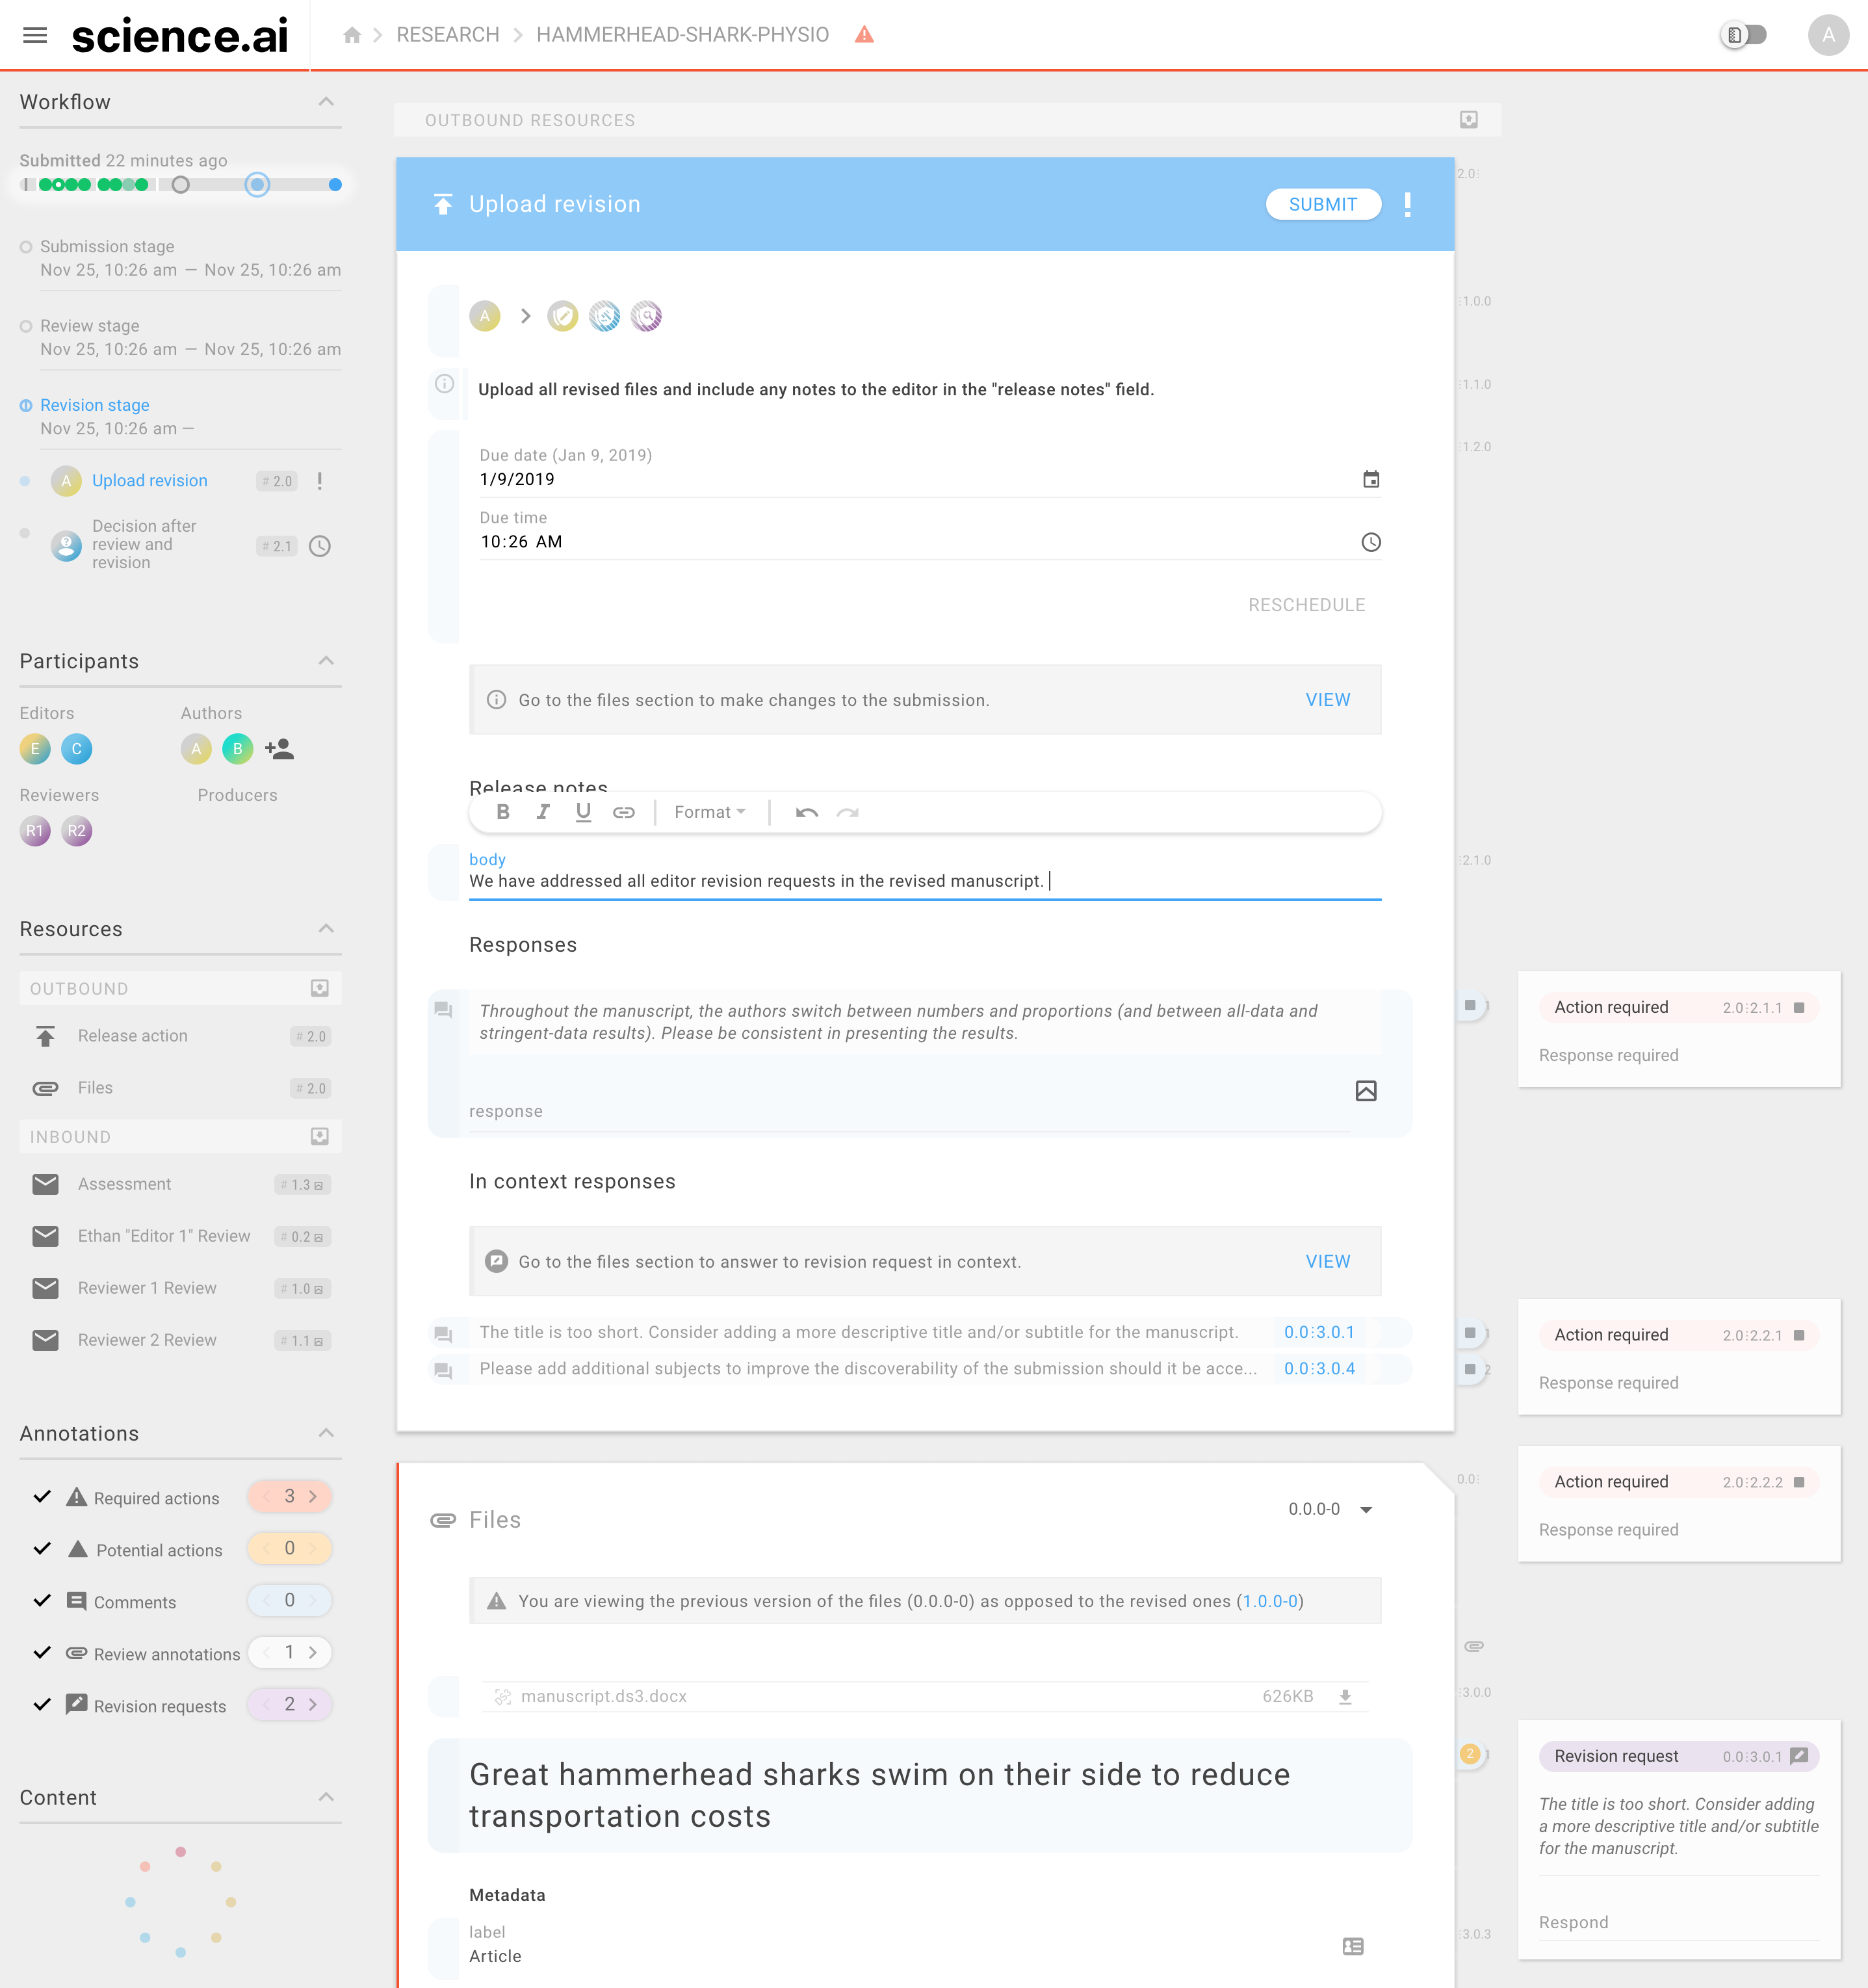 science.ai
RESEARCH
HAMMERHEAD-SHARK-PHYSIO
A
Workflow
Submitted 22 minutes ago
Submission stage
Nov 25, 10:26 am — Nov 25, 10:26 am
Review stage
Nov 25, 10:26 am — Nov 25, 10:26 am
Revision stage
Nov 25, 10:26 am —
A
Upload revision
# 2.0
Decision after
review and
revision
# 2.1
Participants
Editors
Authors
E
C
A
B
Reviewers
Producers
R1
R2
Resources
OUTBOUND
Release action
# 2.0
Files
# 2.0
INBOUND
Assessment
# 1.3
Ethan "Editor 1" Review
# 0.2
Reviewer 1 Review
# 1.0
Reviewer 2 Review
# 1.1
Annotations
Required actions
3
Potential actions
0
Comments
0
Review annotations
1
Revision requests
2
Content
OUTBOUND RESOURCES
Upload revision
SUBMIT
2.0⋮
A
⋮1.0.0
Upload all revised files and include any notes to the editor in the "release notes" field.
⋮1.1.0
Due date (Jan 9, 2019)
⋮1.2.0
1/9/2019
Due time
10:26 AM
RESCHEDULE
Go to the files section to make changes to the submission.
VIEW
Release notes
Format
body
⋮2.1.0
We have addressed all editor revision requests in the revised manuscript.
Responses
Throughout the manuscript, the authors switch between numbers and proportions (and between all-data and
stringent-data results). Please be consistent in presenting the results.
1
response
In context responses
Go to the files section to answer to revision request in context.
VIEW
The title is too short. Consider adding a more descriptive title and/or subtitle for the manuscript.
0.0⋮3.0.1
1
Please add additional subjects to improve the discoverability of the submission should it be acce...
0.0⋮3.0.4
2
0.0⋮
Files
0.0.0-0
You are viewing the previous version of the files (0.0.0-0) as opposed to the revised ones (1.0.0-0)
manuscript.ds3.docx
626KB
⋮3.0.0
Great hammerhead sharks swim on their side to reduce
transportation costs
2
1
Metadata
label
Article
⋮3.0.3
Action required
2.0⋮2.1.1
Response required
Action required
2.0⋮2.2.1
Response required
Action required
2.0⋮2.2.2
Response required
Revision request
0.0⋮3.0.1
The title is too short. Consider adding
a more descriptive title and/or subtitle
for the manuscript.
Respond